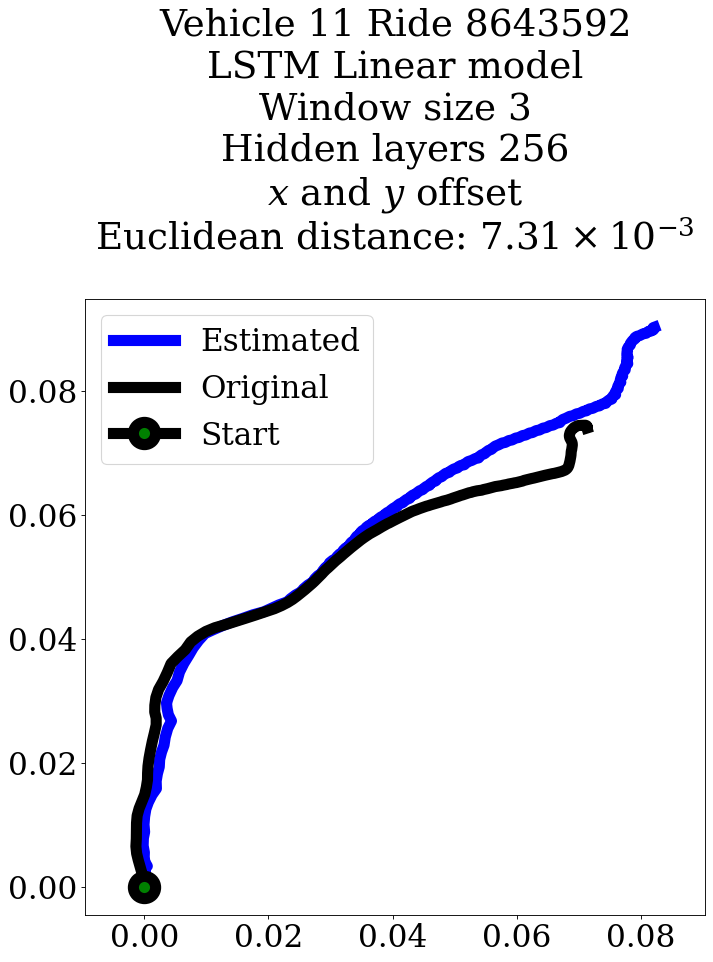 Vehicle 11 Ride 8643592
LSTM Linear model
Window size 3
Hidden layers 256
x and y offset
Euclidean distance: 7.31 × 10⁻³
Estimated
Original
Start
0.08
0.06
0.04
0.02
0.00
0.00 0.02 0.04 0.06 0.08